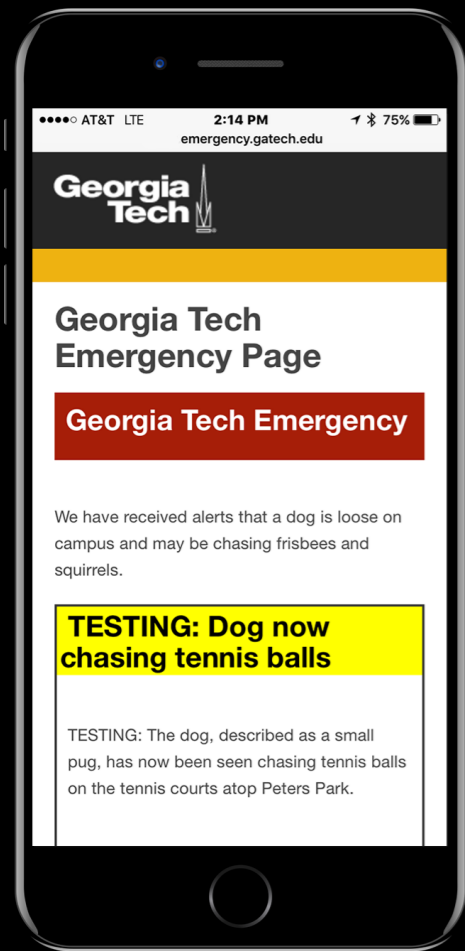 AT&T LTE 2:14 PM 75%
emergency.gatech.edu
Georgia
Tech
Georgia Tech
Emergency Page
Georgia Tech Emergency
We have received alerts that a dog is loose on
campus and may be chasing frisbees and
squirrels.
TESTING: Dog now
chasing tennis balls
TESTING: The dog, described as a small
pug, has now been seen chasing tennis balls
on the tennis courts atop Peters Park.